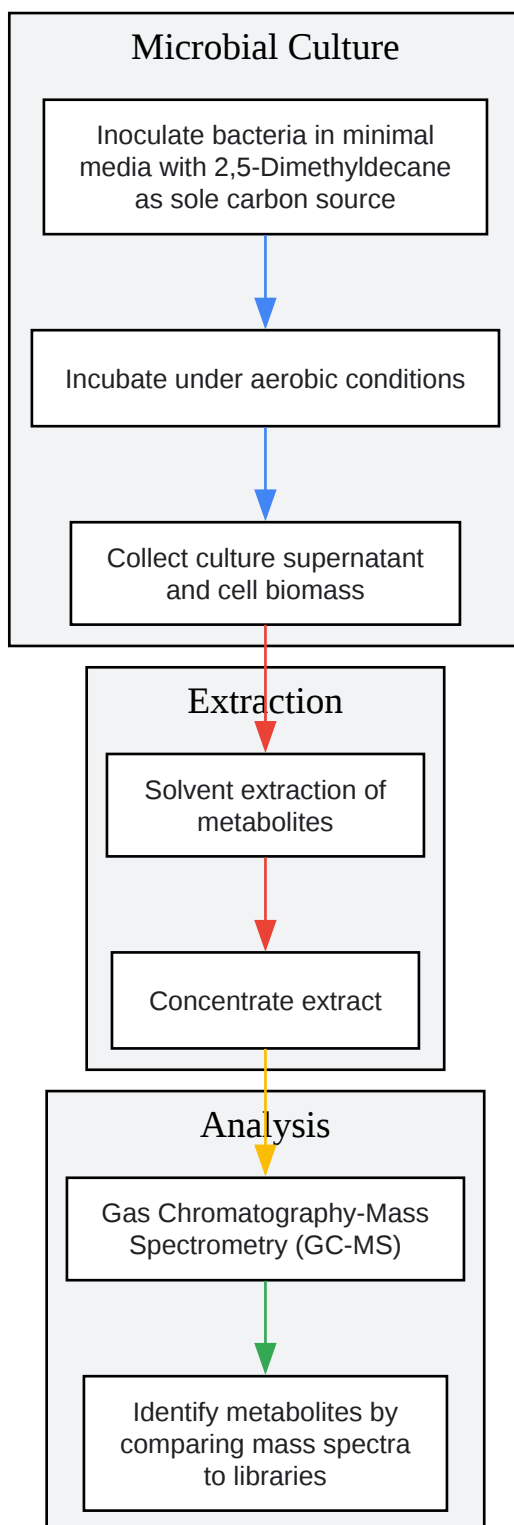 Microbial Culture
Inoculate bacteria in minimal
media with 2,5-Dimethyldecane
as sole carbon source
Incubate under aerobic conditions
Collect culture supernatant
and cell biomass
Extraction
Solvent extraction of
metabolites
Concentrate extract
Analysis
Gas Chromatography-Mass
Spectrometry (GC-MS)
Identify metabolites by
comparing mass spectra
to libraries